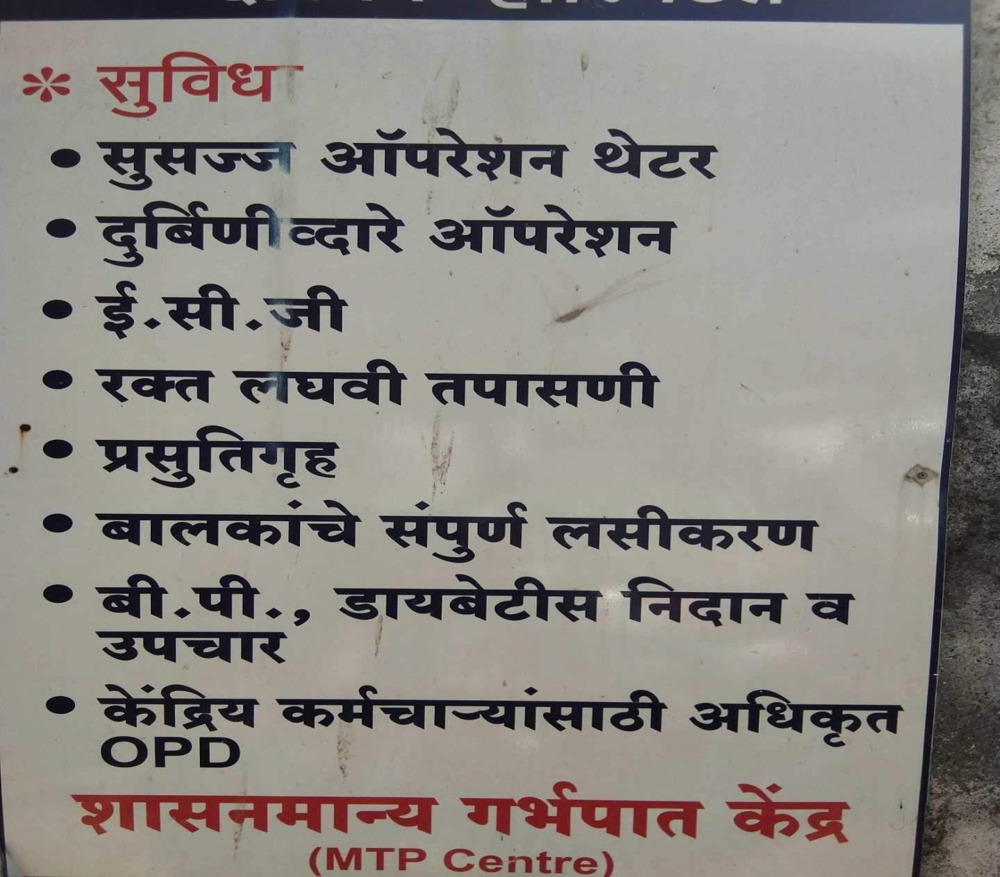 * सुविधा
• सुसज्ज ऑपरेशन थेटर
• दुर्बिणीव्दारे ऑपरेशन
• ई.सी.जी
• रक्त लघवी तपासणी
• प्रसुतिगृह
• बालकांचे संपुर्ण लसीकरण
• बी.पी., डायबेटीस निदान व
उपचार
• केंद्रिय कर्मचाऱ्यांसाठी अधिकृत
OPD
शासनमान्य गर्भपात केंद्र
(MTP Centre)